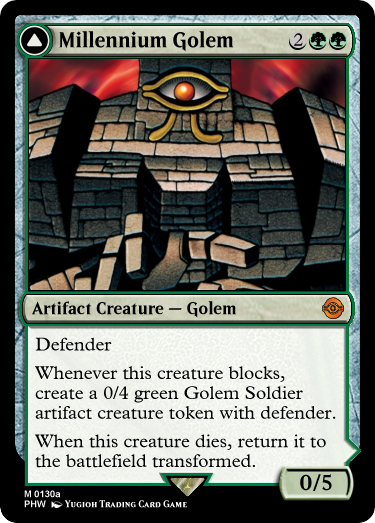 Millennium Golem 2
Artifact Creature — Golem
Defender
Whenever this creature blocks,
create a 0/4 green Golem Soldier
artifact creature token with defender.
When this creature dies, return it to
the battlefield transformed.
0/5
M 0130a
PHW Yugioh Trading Card Game